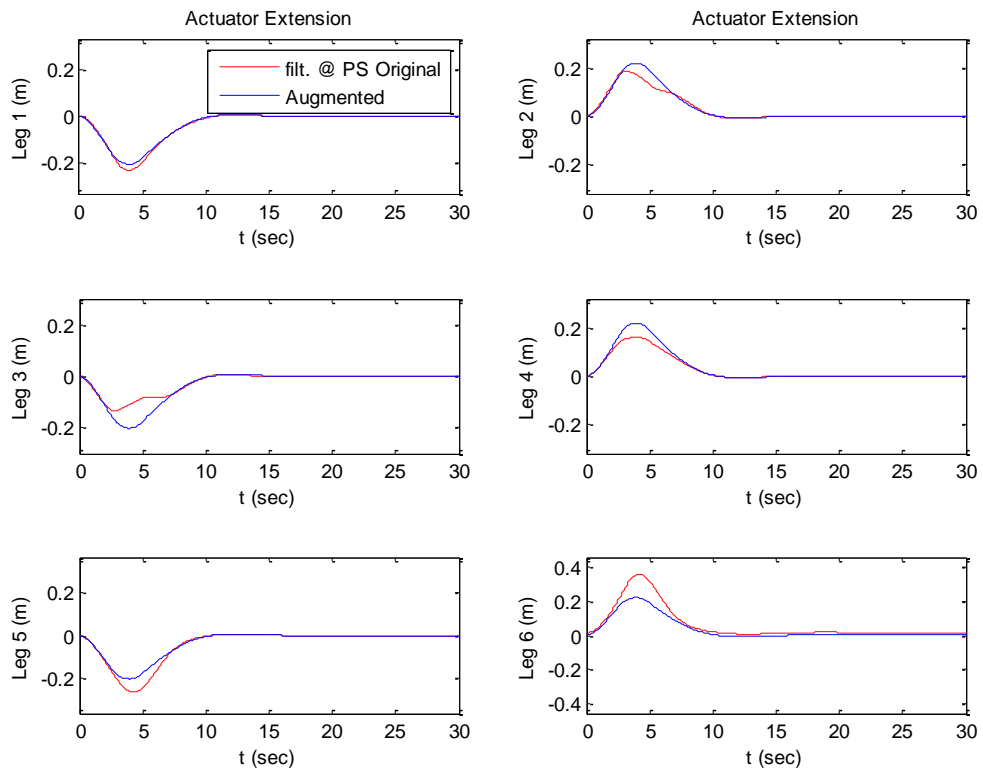 Actuator Extension
0.2
0
-0.2
Leg 1 (m)
filt. @ PS Original
Augmented
0 5 10 15 20 25 30
t (sec)
Actuator Extension
0.2
0
-0.2
Leg 2 (m)
0 5 10 15 20 25 30
t (sec)
0.2
0
-0.2
Leg 3 (m)
0 5 10 15 20 25 30
t (sec)
0.2
0
-0.2
Leg 4 (m)
0 5 10 15 20 25 30
t (sec)
0.2
0
-0.2
Leg 5 (m)
0 5 10 15 20 25 30
t (sec)
0.4
0.2
0
-0.2
-0.4
Leg 6 (m)
0 5 10 15 20 25 30
t (sec)